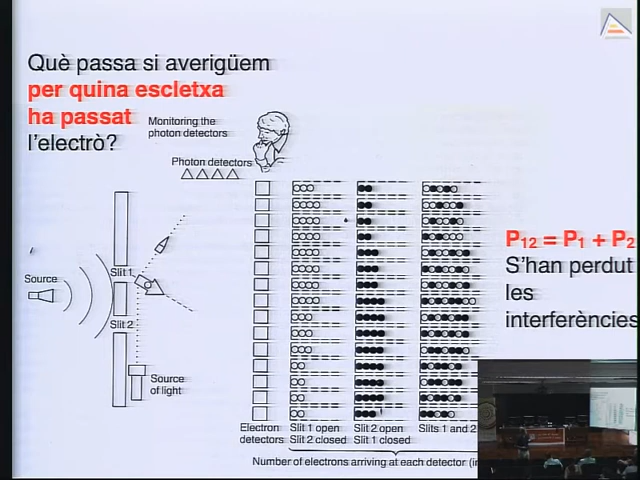 Què passa si averigüem
per quina escletxa
ha passat
l'electrò?
Monitoring the
photon detectors
Photon detectors
Source
Slit 1
Slit 2
Source
of light
P12 = P1 + P2
S'han perdut
les
interferències
Electron
detectors
Slit 1 open
Slit 2 closed
Slit 2 open
Slit 1 closed
Slits 1 and 2
Number of electrons arriving at each detector (in